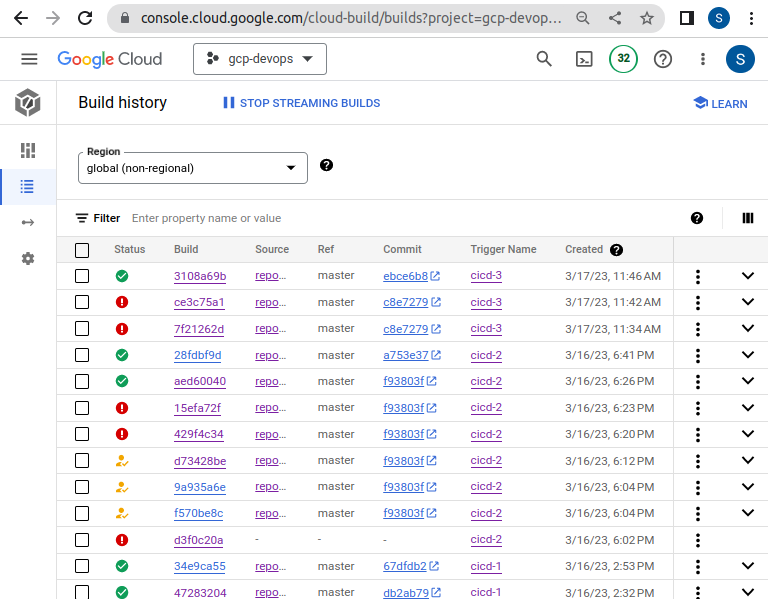 console.cloud.google.com/cloud-build/builds?project=gcp-devop... S
Google Cloud gcp-devops 32 S
Build history STOP STREAMING BUILDS LEARN
Region
global (non-regional)
Filter Enter property name or value
Status Build Source Ref Commit Trigger Name Created
3108a69b repo... master ebce6b8 cicd-3 3/17/23, 11:46 AM
ce3c75a1 repo... master c8e7279 cicd-3 3/17/23, 11:42 AM
7f21262d repo... master c8e7279 cicd-3 3/17/23, 11:34 AM
28fdbf9d repo... master a753e37 cicd-2 3/16/23, 6:41 PM
aed60040 repo... master f93803f cicd-2 3/16/23, 6:26 PM
15efa72f repo... master f93803f cicd-2 3/16/23, 6:23 PM
429f4c34 repo... master f93803f cicd-2 3/16/23, 6:20 PM
d73428be repo... master f93803f cicd-2 3/16/23, 6:12 PM
9a935a6e repo... master f93803f cicd-2 3/16/23, 6:04 PM
f570be8c repo... master f93803f cicd-2 3/16/23, 6:04 PM
d3f0c20a - - - cicd-2 3/16/23, 6:02 PM
34e9ca55 repo... master 67dfdb2 cicd-1 3/16/23, 2:53 PM
47283204 repo... master db2ab79 cicd-1 3/16/23, 2:32 PM